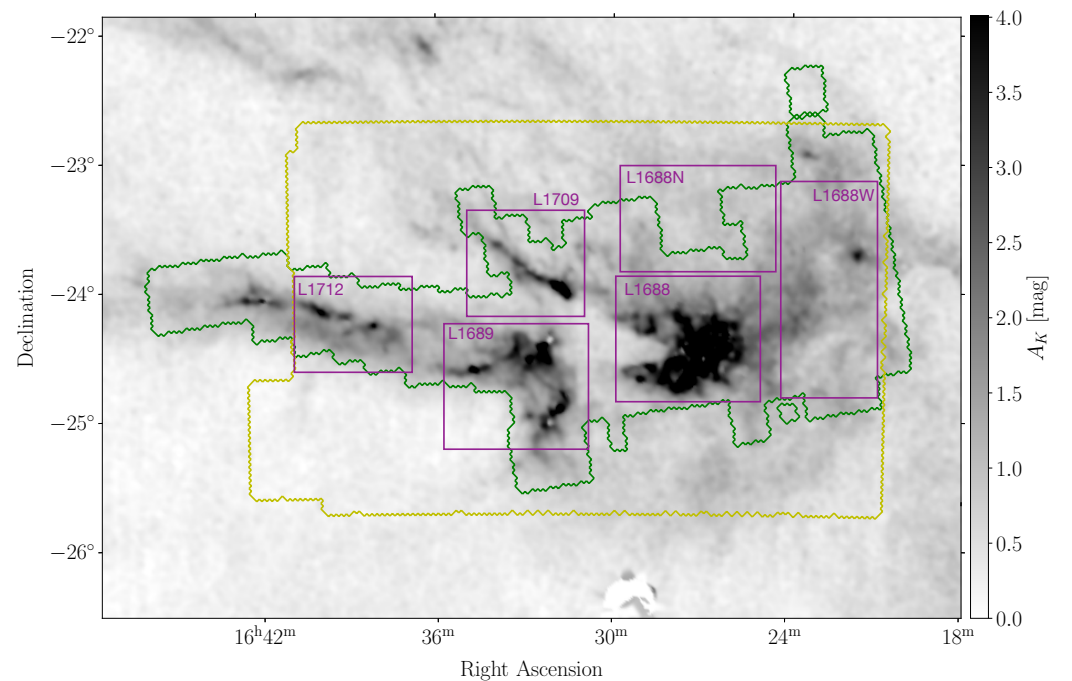 −22°
−23°
−24°
−25°
−26°
Declination
L1688N
L1688W
L1709
L1712
L1688
L1689
16ʰ42ᵐ
36ᵐ
30ᵐ
24ᵐ
18ᵐ
Right Ascension
4.0
3.5
3.0
2.5
2.0
1.5
1.0
0.5
0.0
A_K [mag]